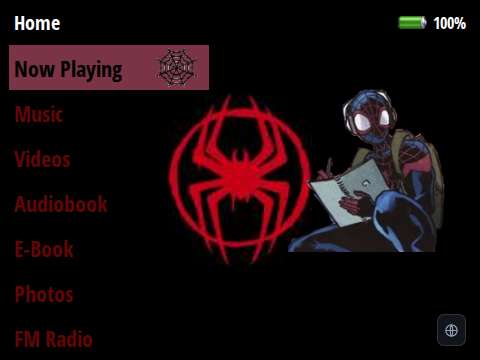 Home
100%
Now Playing
Music
Videos
Audiobook
E-Book
Photos
FM Radio